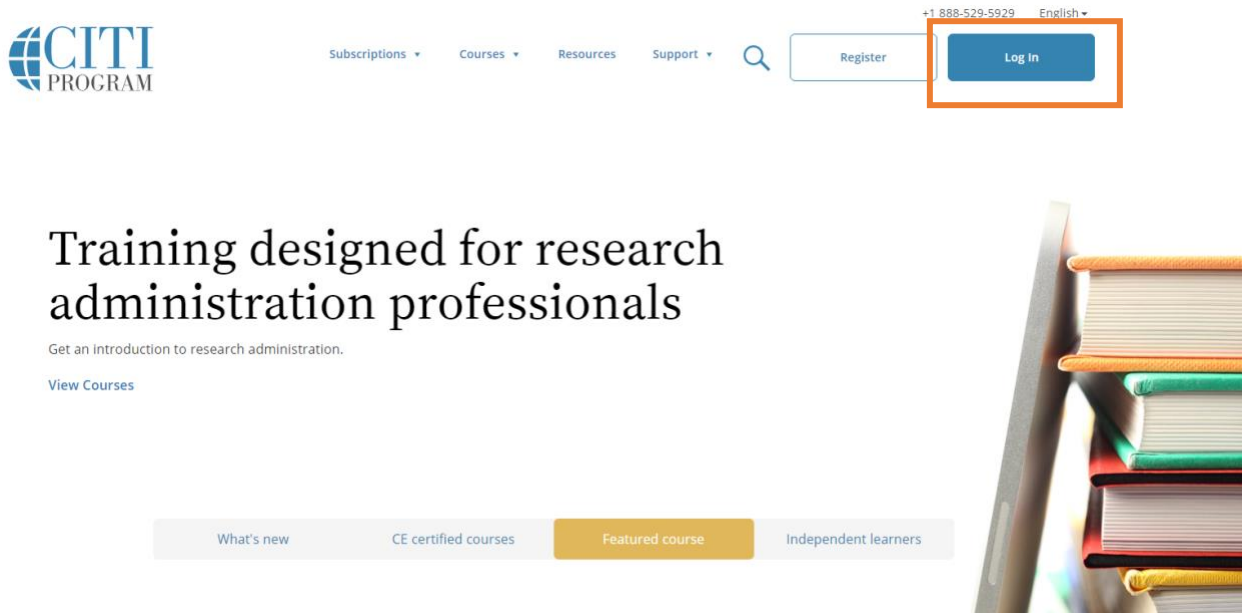 +1 888-529-5929 English
CITI
PROGRAM
Subscriptions Courses Resources Support Register Log In
Training designed for research
administration professionals
Get an introduction to research administration.
View Courses
What's new CE certified courses Featured course Independent learners